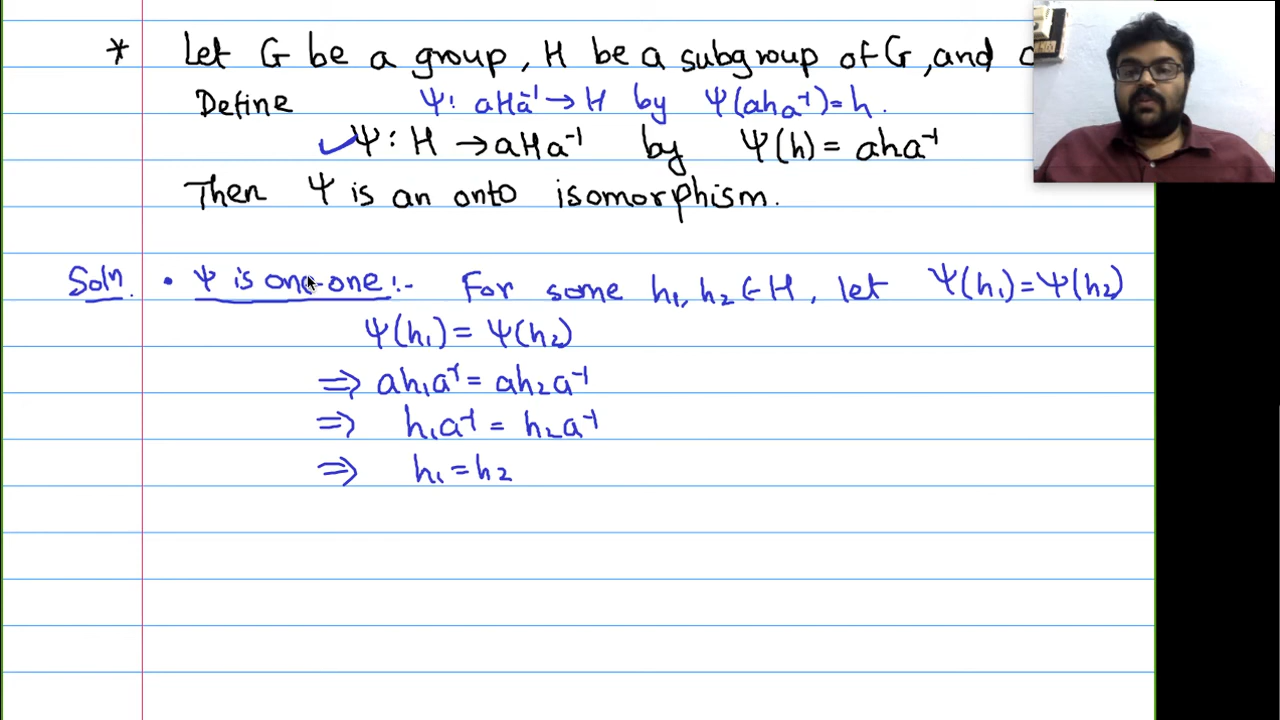 * Let G be a group, H be a subgroup of G, and
Define Ψ: aHa⁻¹ → H by Ψ(aha⁻¹) = h.
Ψ : H → aHa⁻¹ by Ψ(h) = aha⁻¹
Then Ψ is an onto isomorphism.
Soln. • Ψ is one-one :- For some h₁, h₂ ∈ H, let Ψ(h₁) = Ψ(h₂)
Ψ(h₁) = Ψ(h₂)
⇒ ah₁a⁻¹ = ah₂a⁻¹
⇒ h₁a⁻¹ = h₂a⁻¹
⇒ h₁ = h₂